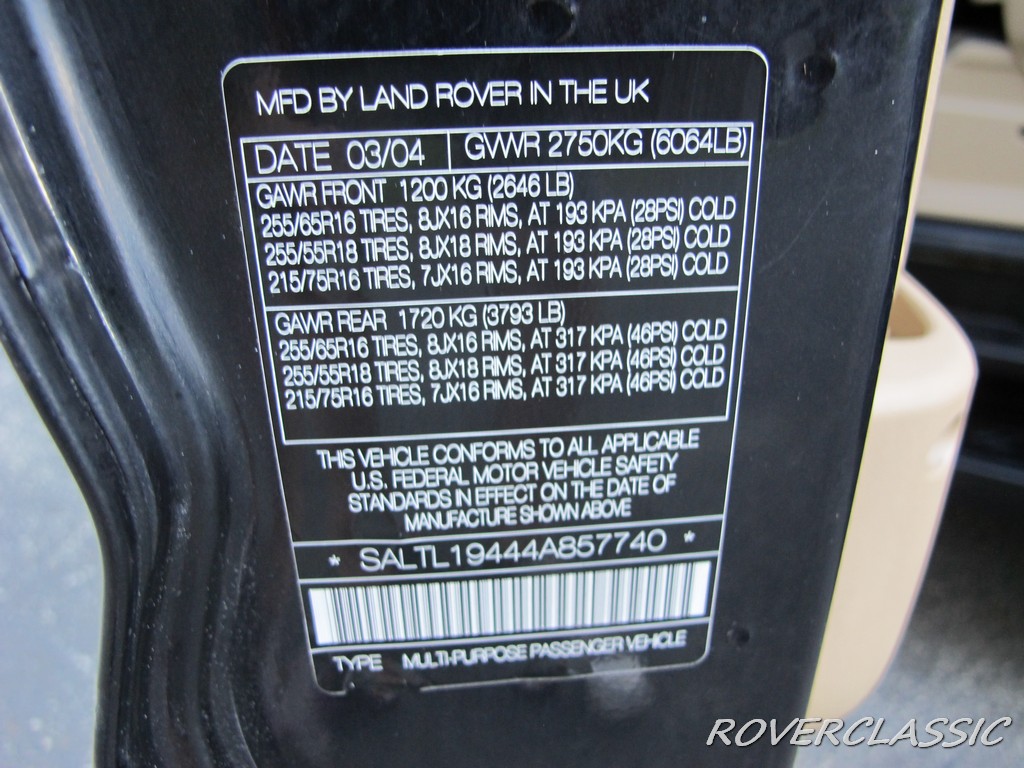 MFD BY LAND ROVER IN THE UK
DATE 03/04 GWWR 2750KG (6064LB)
GAWR FRONT 1200 KG (2646 LB)
255/65R16 TIRES, 8JX16 RIMS, AT 193 KPA (28PSI) COLD
255/55R18 TIRES, 8JX18 RIMS, AT 193 KPA (28PSI) COLD
215/75R16 TIRES, 7JX16 RIMS, AT 193 KPA (28PSI) COLD
GAWR REAR 1720 KG (3793 LB)
255/65R16 TIRES, 8JX16 RIMS, AT 317 KPA (46PSI) COLD
255/55R18 TIRES, 8JX18 RIMS, AT 317 KPA (46PSI) COLD
215/75R16 TIRES, 7JX16 RIMS, AT 317 KPA (46PSI) COLD
THIS VEHICLE CONFORMS TO ALL APPLICABLE
U.S. FEDERAL MOTOR VEHICLE SAFETY
STANDARDS IN EFFECT ON THE DATE OF
MANUFACTURE SHOWN ABOVE
* SALTL19444A857740 *
TYPE MULTI-PURPOSE PASSENGER VEHICLE
ROVERCLASSIC